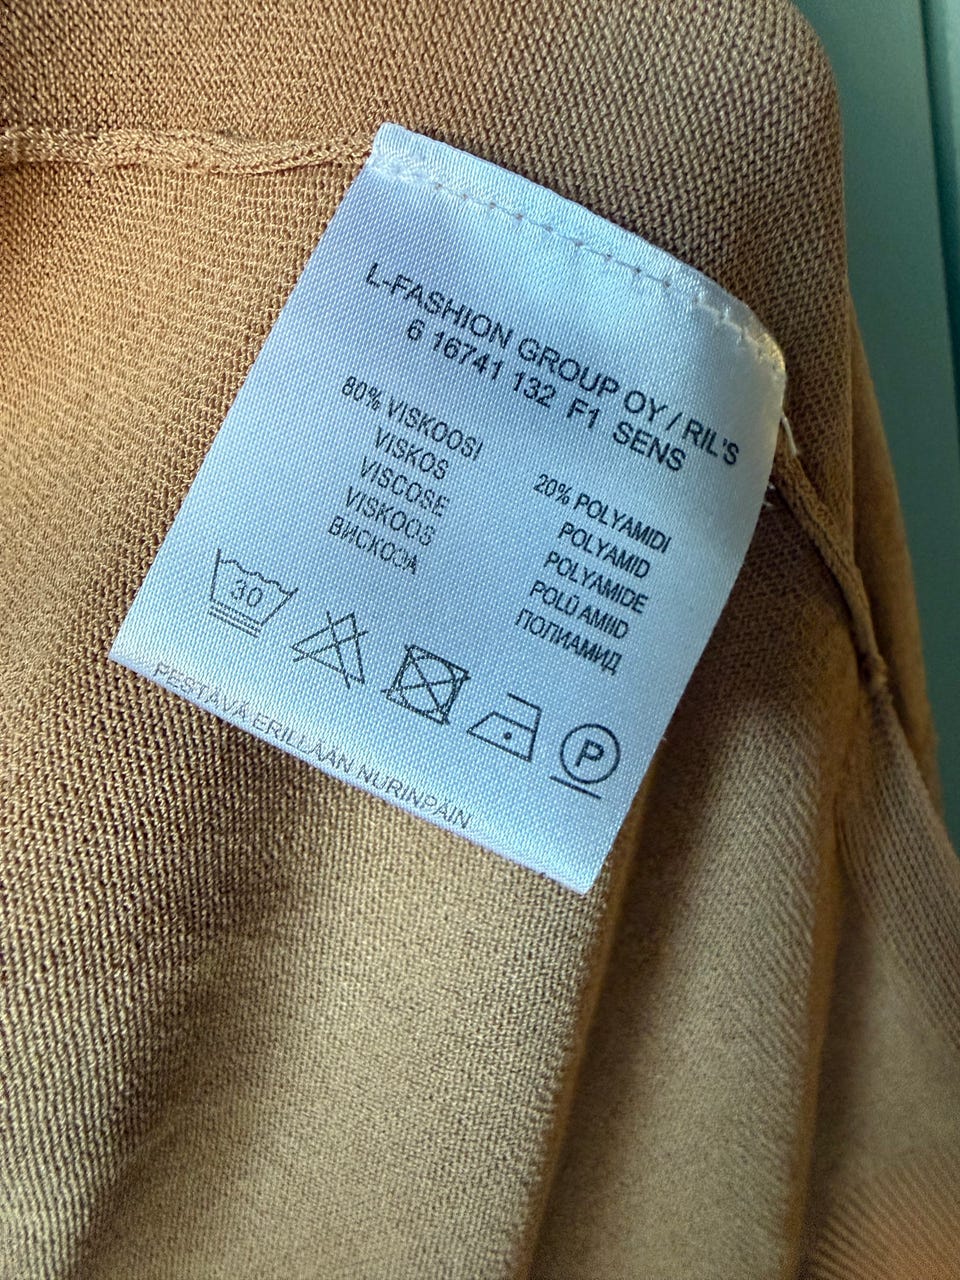 L-FASHION GROUP OY / RIL'S
6 16741 132 F1 SENS
80% VISKOOSI
VISKOS
VISCOSE
VISKOOS
ВИСКОЗА
20% POLYAMIDI
POLYAMID
POLYAMIDE
POLÜAMIID
ПОЛИАМИД
30
P
PESTÄVÄ ERILLÄÄN NURINPÄIN